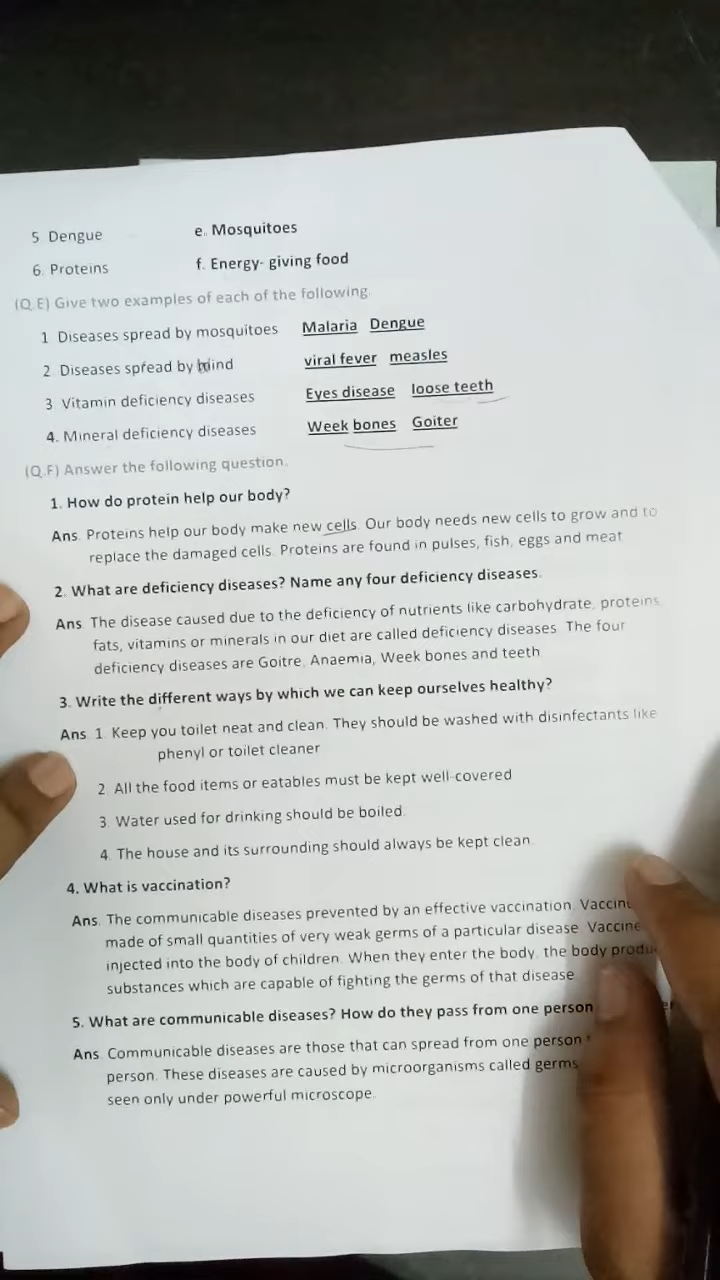 5 Dengue e. Mosquitoes
6. Proteins f. Energy- giving food
(Q.E) Give two examples of each of the following.
1 Diseases spread by mosquitoes Malaria Dengue
2 Diseases spread by wind viral fever measles
3 Vitamin deficiency diseases Eyes disease loose teeth
4. Mineral deficiency diseases Week bones Goiter
(Q.F) Answer the following question.
1. How do protein help our body?
Ans. Proteins help our body make new cells. Our body needs new cells to grow and to
replace the damaged cells. Proteins are found in pulses, fish, eggs and meat
2. What are deficiency diseases? Name any four deficiency diseases.
Ans. The disease caused due to the deficiency of nutrients like carbohydrate, proteins,
fats, vitamins or minerals in our diet are called deficiency diseases. The four
deficiency diseases are Goitre, Anaemia, Week bones and teeth
3. Write the different ways by which we can keep ourselves healthy?
Ans. 1. Keep you toilet neat and clean. They should be washed with disinfectants like
phenyl or toilet cleaner
2. All the food items or eatables must be kept well-covered
3. Water used for drinking should be boiled.
4. The house and its surrounding should always be kept clean.
4. What is vaccination?
Ans. The communicable diseases prevented by an effective vaccination. Vaccine
made of small quantities of very weak germs of a particular disease. Vaccine
injected into the body of children. When they enter the body, the body produ
substances which are capable of fighting the germs of that disease.
5. What are communicable diseases? How do they pass from one person
Ans. Communicable diseases are those that can spread from one person
person. These diseases are caused by microorganisms called germs
seen only under powerful microscope.